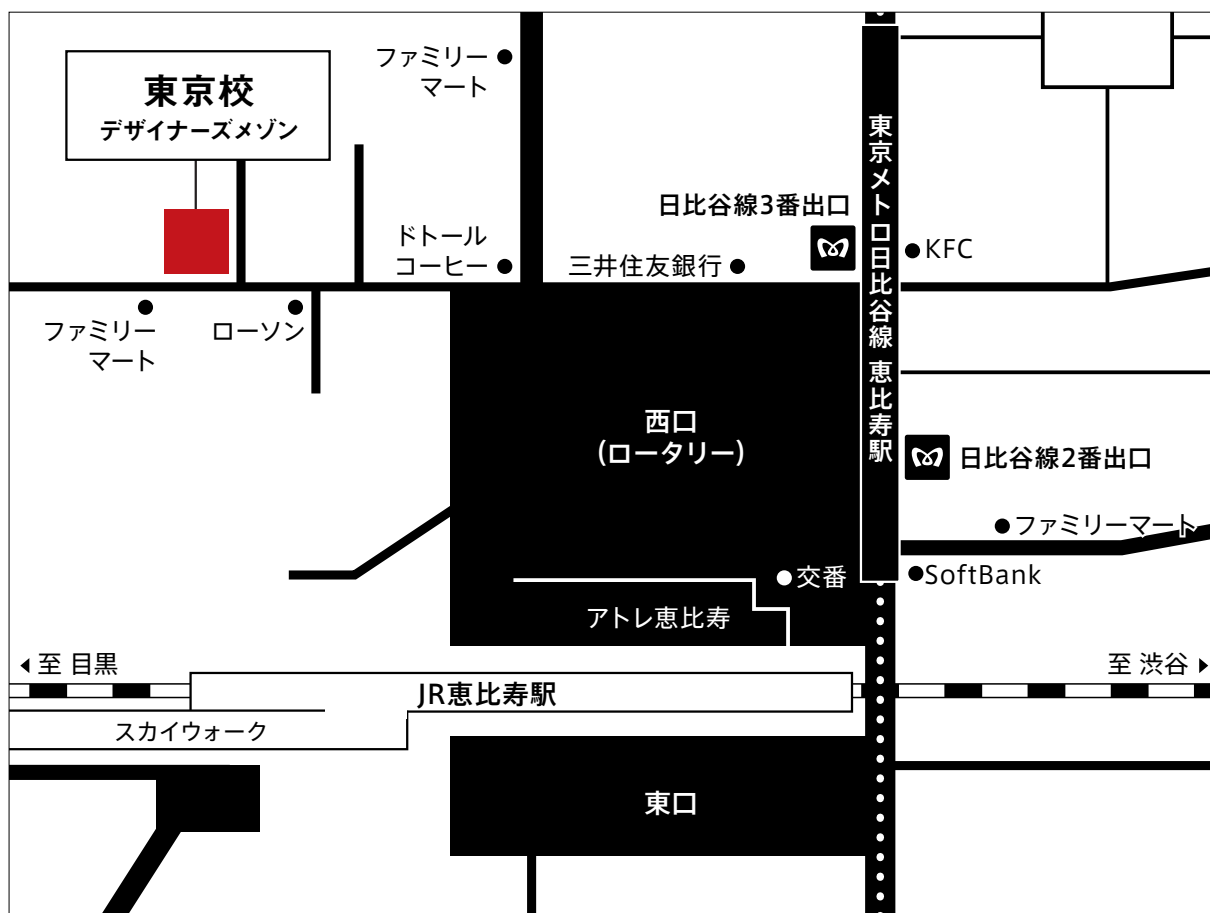 東京校
デザイナーズメゾン
ファミリー
マート
東京メトロ日比谷線 恵比寿駅
日比谷線3番出口
KFC
ドトール
コーヒー
三井住友銀行
ファミリー
マート
ローソン
西口
(ロータリー)
日比谷線2番出口
ファミリーマート
交番
SoftBank
アトレ恵比寿
至 目黒
至 渋谷
JR恵比寿駅
スカイウォーク
東口